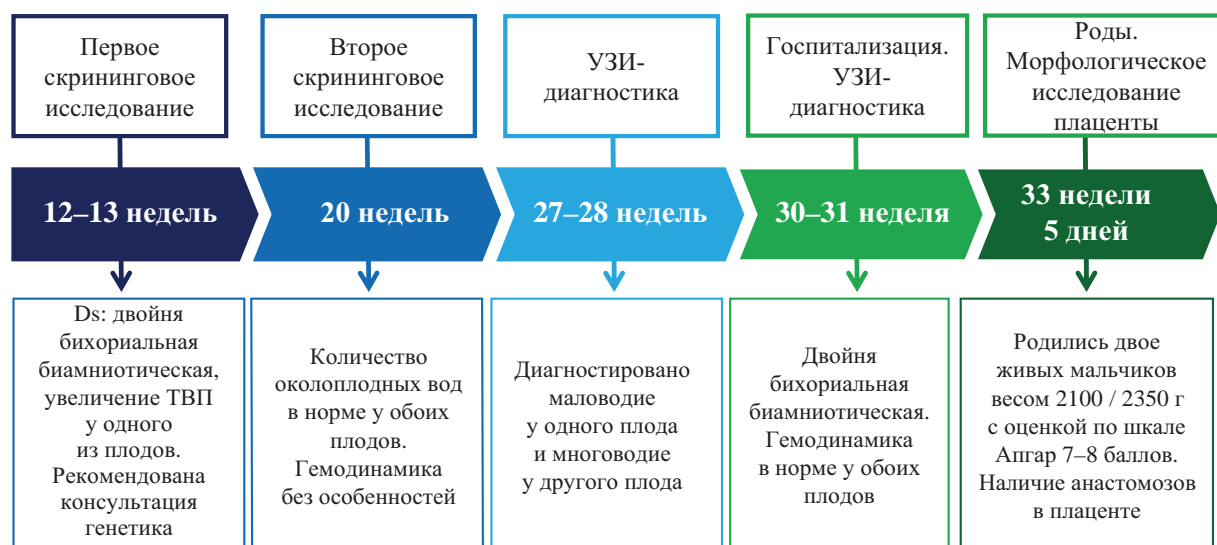 Первое
скрининговое
исследование
Второе
скрининговое
исследование
УЗИ-
диагностика
Госпитализация.
УЗИ-
диагностика
Роды.
Морфологическое
исследование
плаценты
12–13 недель
20 недель
27–28 недель
30–31 неделя
33 недели
5 дней
Ds: двойня
бихориальная
биамниотическая,
увеличение ТВП
у одного
из плодов.
Рекомендована
консультация
генетика
Количество
околоплодных вод
в норме у обоих
плодов.
Гемодинамика
без особенностей
Диагностировано
маловодие
у одного плода
и многоводие
у другого плода
Двойня
бихориальная
биамниотическая.
Гемодинамика
в норме у обоих
плодов
Родились двое
живых мальчиков
весом 2100 / 2350 г
с оценкой по шкале
Апгар 7–8 баллов.
Наличие анастомозов
в плаценте